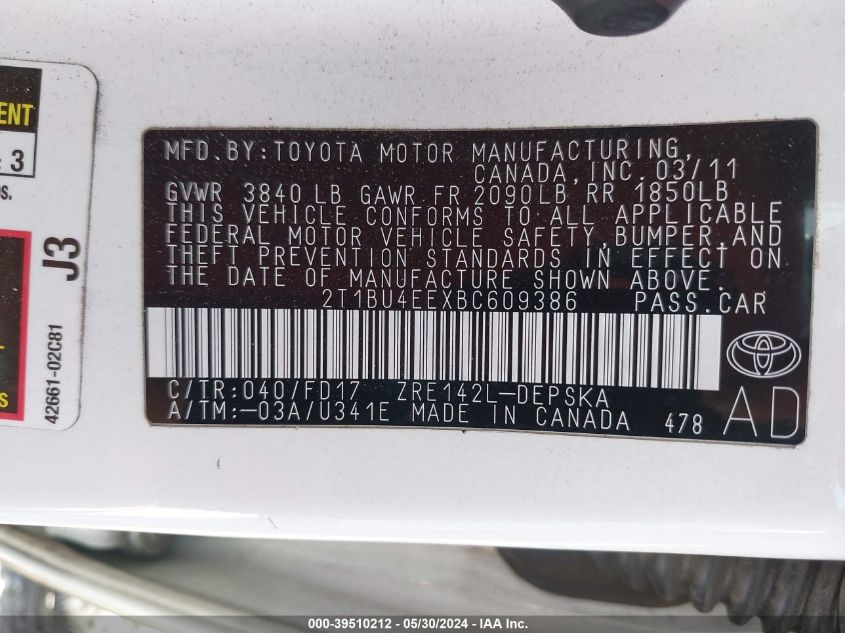 ENT
: 3
S.
J3
42661-02C81
S
MFD.BY:TOYOTA MOTOR MANUFACTURING,
CANADA, INC. 03/11
GVWR 3840 LB GAWR FR 2090LB RR 1850LB
THIS VEHICLE CONFORMS TO ALL APPLICABLE
FEDERAL MOTOR VEHICLE SAFETY, BUMPER, AND
THEFT PREVENTION STANDARDS IN EFFECT ON
THE DATE OF MANUFACTURE SHOWN ABOVE.
2T1BU4EEXBC609386 PASS.CAR
C/TR:040/FD17 ZRE142L-DEPSKA
A/TM:-03A/U341E MADE IN CANADA 478
AD
000-39510212 - 05/30/2024 - IAA Inc.